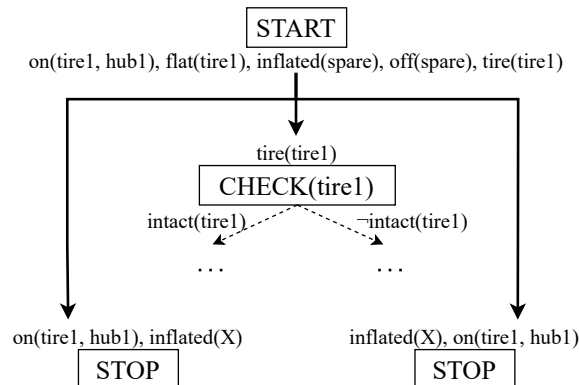 START
on(tire1, hub1), flat(tire1), inflated(spare), off(spare), tire(tire1)
tire(tire1)
CHECK(tire1)
intact(tire1) ¬intact(tire1)
... ...
on(tire1, hub1), inflated(X) inflated(X), on(tire1, hub1)
STOP STOP